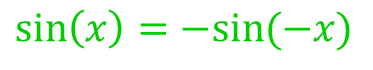 sin(x) = −sin(−x)